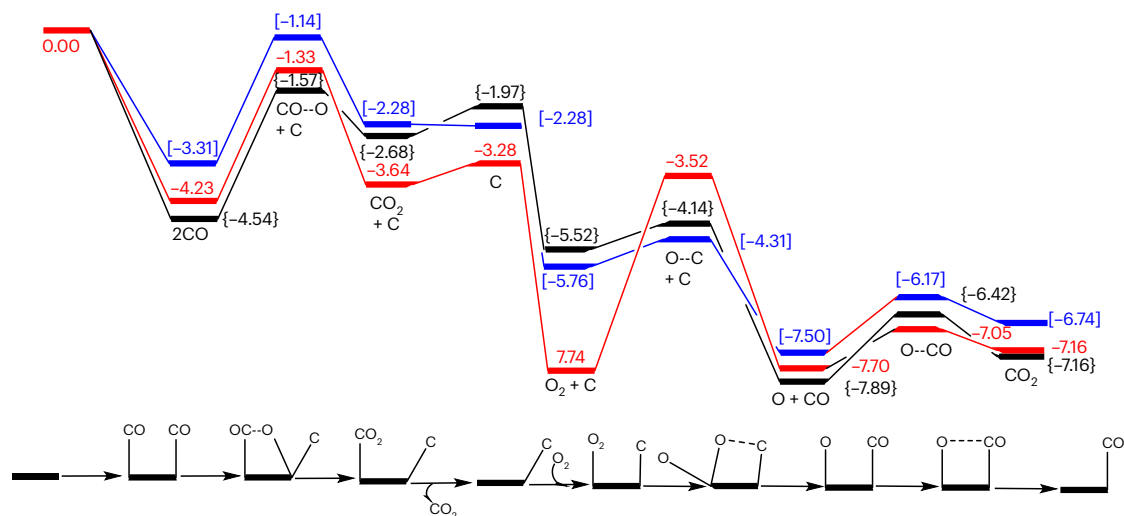 [−1.14]
0.00
−1.33
{−1.57}
CO--O
+ C
{−1.97}
[−2.28]
[−2.28]
{−2.68}
[−3.31]
−3.64
−3.28
−3.52
−4.23
C
CO2
+ C
{−4.54}
2CO
{−4.14}
[−4.31]
{−5.52}
O--C
+ C
[−5.76]
[−6.17]
{−6.42}
[−6.74]
[−7.50]
−7.05
O--CO
−7.16
7.74
−7.70
{−7.16}
O2 + C
{−7.89}
CO2
O + CO
CO CO
OC--O
C
CO2
C
C
O2
CO2
O2
C
O
O
C
O
CO
O
CO
CO